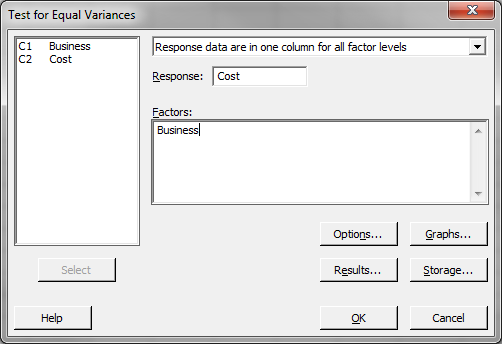 Test for Equal Variances
C1 Business
C2 Cost
Response data are in one column for all factor levels
Response: Cost
Factors:
Business
Options... Graphs...
Select Results... Storage...
Help OK Cancel